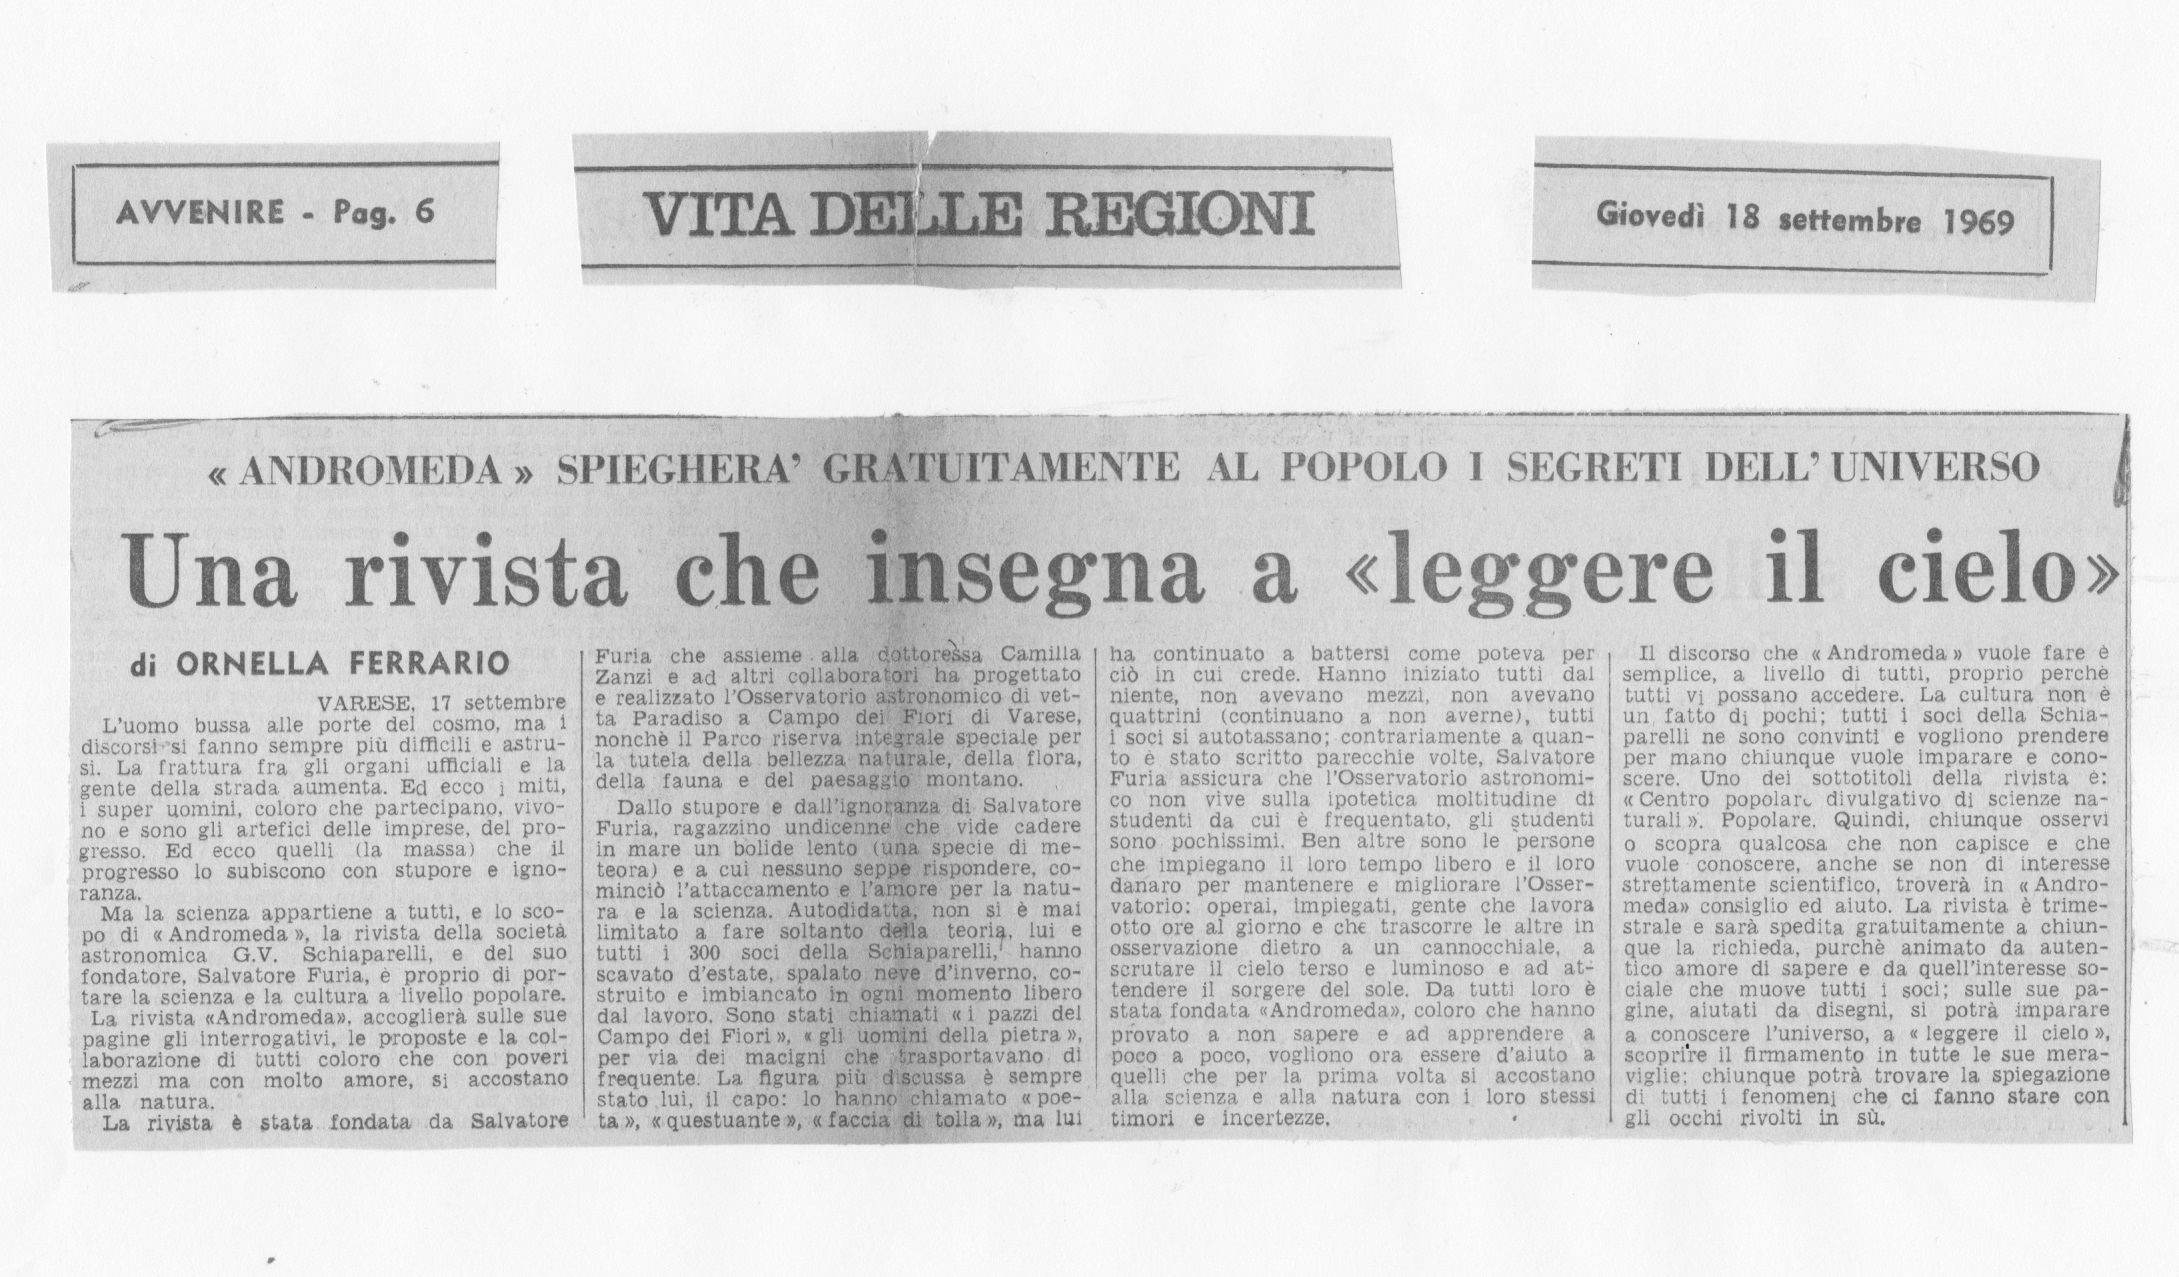 AVVENIRE - Pag. 6
VITA DELLE REGIONI
Giovedì 18 settembre 1969
« ANDROMEDA » SPIEGHERA' GRATUITAMENTE AL POPOLO I SEGRETI DELL'UNIVERSO
Una rivista che insegna a «leggere il cielo»
di ORNELLA FERRARIO
VARESE, 17 settembre
L'uomo bussa alle porte del cosmo, ma i
discorsi si fanno sempre più difficili e astru-
si. La frattura fra gli organi ufficiali e la
gente della strada aumenta. Ed ecco i miti,
i super uomini, coloro che partecipano, vivo-
no e sono gli artefici delle imprese, del pro-
gresso. Ed ecco quelli (la massa) che il
progresso lo subiscono con stupore e igno-
ranza.
Ma la scienza appartiene a tutti, e lo sco-
po di « Andromeda », la rivista della società
astronomica G.V. Schiaparelli, e del suo
fondatore, Salvatore Furia, è proprio di por-
tare la scienza e la cultura a livello popolare.
La rivista «Andromeda», accoglierà sulle sue
pagine gli interrogativi, le proposte e la col-
laborazione di tutti coloro che con poveri
mezzi ma con molto amore, si accostano
alla natura.
La rivista è stata fondata da Salvatore
Furia che assieme alla dottoressa Camilla
Zanzi e ad altri collaboratori ha progettato
e realizzato l'Osservatorio astronomico di vet-
ta Paradiso a Campo dei Fiori di Varese,
nonchè il Parco riserva integrale speciale per
la tutela della bellezza naturale, della flora,
della fauna e del paesaggio montano.
Dallo stupore e dall'ignoranza di Salvatore
Furia, ragazzino undicenne che vide cadere
in mare un bolide lento (una specie di me-
teora) e a cui nessuno seppe rispondere, co-
minciò l'attaccamento e l'amore per la natu-
ra e la scienza. Autodidatta, non si è mai
limitato a fare soltanto della teoria, lui e
tutti i 300 soci della Schiaparelli, hanno
scavato d'estate, spalato neve d'inverno, co-
struito e imbiancato in ogni momento libero
dal lavoro. Sono stati chiamati « i pazzi del
Campo dei Fiori », « gli uomini della pietra »,
per via dei macigni che trasportavano di
frequente. La figura più discussa è sempre
stato lui, il capo: lo hanno chiamato « poe-
ta », « questuante », « faccia di tolla », ma lui
ha continuato a battersi come poteva per
ciò in cui crede. Hanno iniziato tutti dal
niente, non avevano mezzi, non avevano
quattrini (continuano a non averne), tutti
i soci si autotassano; contrariamente a quan-
to è stato scritto parecchie volte, Salvatore
Furia assicura che l'Osservatorio astronomi-
co non vive sulla ipotetica moltitudine di
studenti da cui è frequentato, gli studenti
sono pochissimi. Ben altre sono le persone
che impiegano il loro tempo libero e il loro
danaro per mantenere e migliorare l'Osser-
vatorio: operai, impiegati, gente che lavora
otto ore al giorno e che trascorre le altre in
osservazione dietro a un cannocchiale, a
scrutare il cielo terso e luminoso e ad at-
tendere il sorgere del sole. Da tutti loro è
stata fondata «Andromeda», coloro che hanno
provato a non sapere e ad apprendere a
poco a poco, vogliono ora essere d'aiuto a
quelli che per la prima volta si accostano
alla scienza e alla natura con i loro stessi
timori e incertezze.
Il discorso che « Andromeda » vuole fare è
semplice, a livello di tutti, proprio perchè
tutti vi possano accedere. La cultura non è
un fatto di pochi; tutti i soci della Schia-
parelli ne sono convinti e vogliono prendere
per mano chiunque vuole imparare e cono-
scere. Uno dei sottotitoli della rivista è:
« Centro popolare divulgativo di scienze na-
turali ». Popolare. Quindi, chiunque osservi
o scopra qualcosa che non capisce e che
vuole conoscere, anche se non di interesse
strettamente scientifico, troverà in « Andro-
meda» consiglio ed aiuto. La rivista è trime-
strale e sarà spedita gratuitamente a chiun-
que la richieda, purchè animato da auten-
tico amore di sapere e da quell'interesse so-
ciale che muove tutti i soci; sulle sue pa-
gine, aiutati da disegni, si potrà imparare
a conoscere l'universo, a « leggere il cielo »,
scoprire il firmamento in tutte le sue mera-
viglie; chiunque potrà trovare la spiegazione
di tutti i fenomeni che ci fanno stare con
gli occhi rivolti in sù.